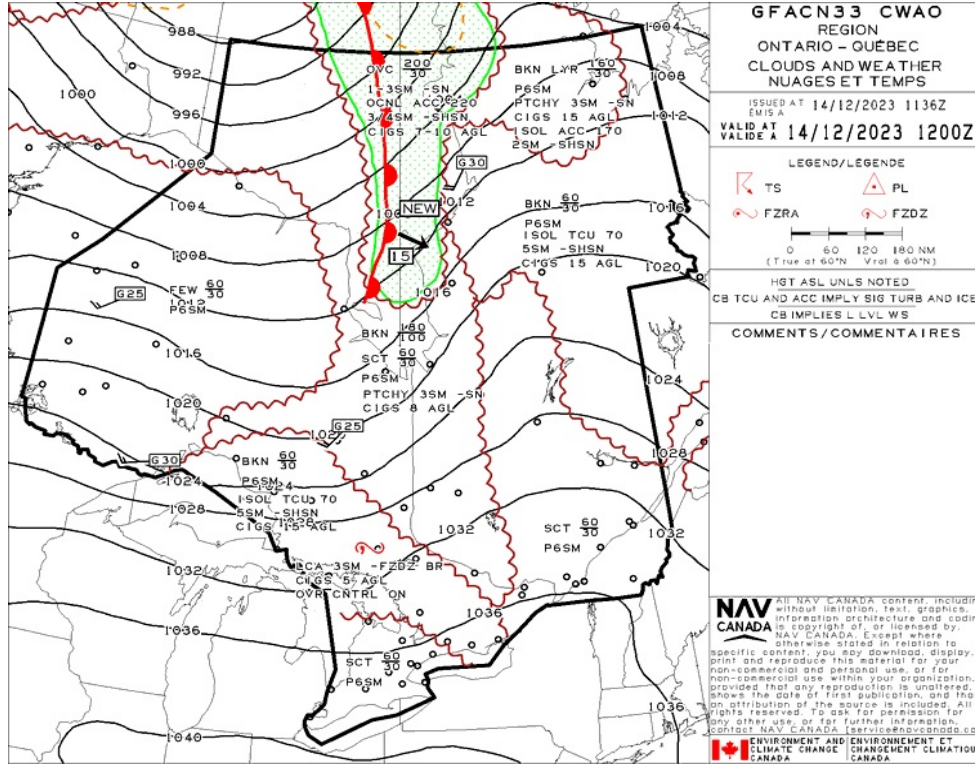 GFACN33 CWAO
REGION
ONTARIO - QUÉBEC
CLOUDS AND WEATHER
NUAGES ET TEMPS
ISSUED AT 14/12/2023 1136Z
ÉMIS A
VALID AT 14/12/2023 1200Z
VALIDE A
LEGEND/LÉGENDE
TS
PL
FZRA
FZDZ
0 60 120 180 NM
(True at 60°N Vrai à 60°N)
HGT ASL UNLS NOTED
CB TCU AND ACC IMPLY SIG TURB AND ICE
CB IMPLIES L LVL WS
COMMENTS/COMMENTAIRES
NAV CANADA
All NAV CANADA content, including
without limitation, text, graphics,
information architecture and coding
is copyright of, or licensed by,
NAV CANADA. Except where
otherwise stated in relation to
specific content, you may download, display,
print and reproduce this material for your
non-commercial and personal use, or for
non-commercial use within your organization,
provided that any reproduction is unaltered,
shows the date of first publication, and tha
an attribution of the source is included. All
rights reserved. To ask for permission for
any other use, or for further information,
contact NAV CANADA [service@navcanada.ca
ENVIRONMENT AND CLIMATE CHANGE CANADA
ENVIRONNEMENT ET CHANGEMENT CLIMATIQU CANADA
988
992
996
1000
1000
1004
1008
1012
1016
1020
1024
1028
1032
1036
1040
1004
1008
1012
1016
1020
1024
1028
1032
1036
1012
1016
1028
1032
1036
OVC 200/30
1-3SM -SN
OCNL ACC 220
3/4SM -SHSN
CIGS 7-10 AGL
BKN LYR 160/30
P6SM
PTCHY 3SM -SN
CIGS 15 AGL
ISOL ACC 170
2SM -SHSN
G30
NEW
15
BKN 60/30
P6SM
ISOL TCU 70
5SM -SHSN
CIGS 15 AGL
G25
FEW 60/30
P6SM
BKN 180/100
SCT 60/30
P6SM
PTCHY 3SM -SN
CIGS 8 AGL
G25
G30
BKN 60/30
P6SM
ISOL TCU 70
5SM -SHSN
CIGS 15 AGL
SCT 60/30
P6SM
LCA 3SM -FZDZ BR
CIGS 5 AGL
OVR CNTRL ON
SCT 60/30
P6SM